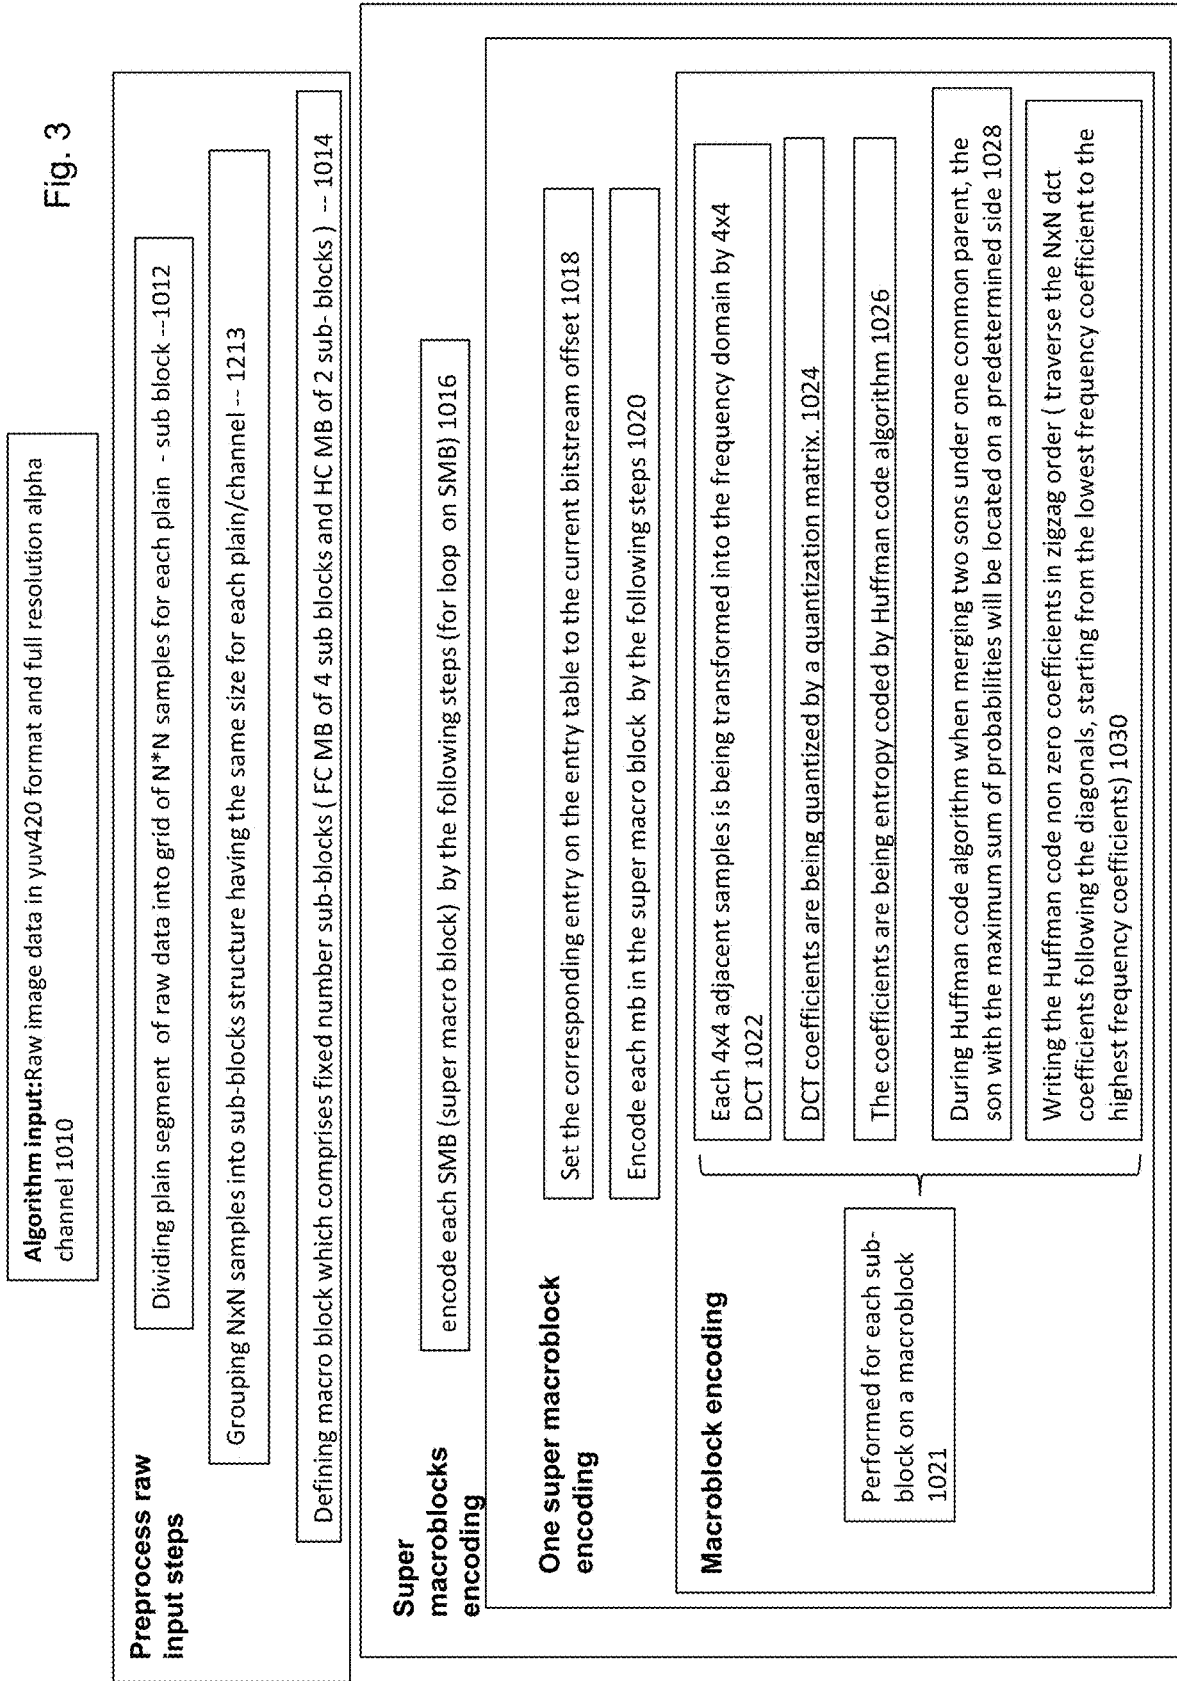 Fig. 3
Algorithm input:Raw image data in yuv420 format and full resolution alpha
channel 1010
Preprocess raw
input steps
Dividing plain segment of raw data into grid of N*N samples for each plain - sub block --1012
Grouping NxN samples into sub-blocks structure having the same size for each plain/channel -- 1213
Defining macro block which comprises fixed number sub-blocks ( FC MB of 4 sub blocks and HC MB of 2 sub- blocks ) -- 1014
Super
macroblocks
encoding
encode each SMB (super macro block) by the following steps (for loop on SMB) 1016
One super macroblock
encoding
Set the corresponding entry on the entry table to the current bitstream offset 1018
Encode each mb in the super macro block by the following steps 1020
Macroblock encoding
Performed for each sub-
block on a macroblock
1021
Each 4x4 adjacent samples is being transformed into the frequency domain by 4x4
DCT 1022
DCT coefficients are being quantized by a quantization matrix. 1024
The coefficients are being entropy coded by Huffman code algorithm 1026
During Huffman code algorithm when merging two sons under one common parent, the
son with the maximum sum of probabilities will be located on a predetermined side 1028
Writing the Huffman code non zero coefficients in zigzag order ( traverse the NxN dct
coefficients following the diagonals, starting from the lowest frequency coefficient to the
highest frequency coefficients) 1030